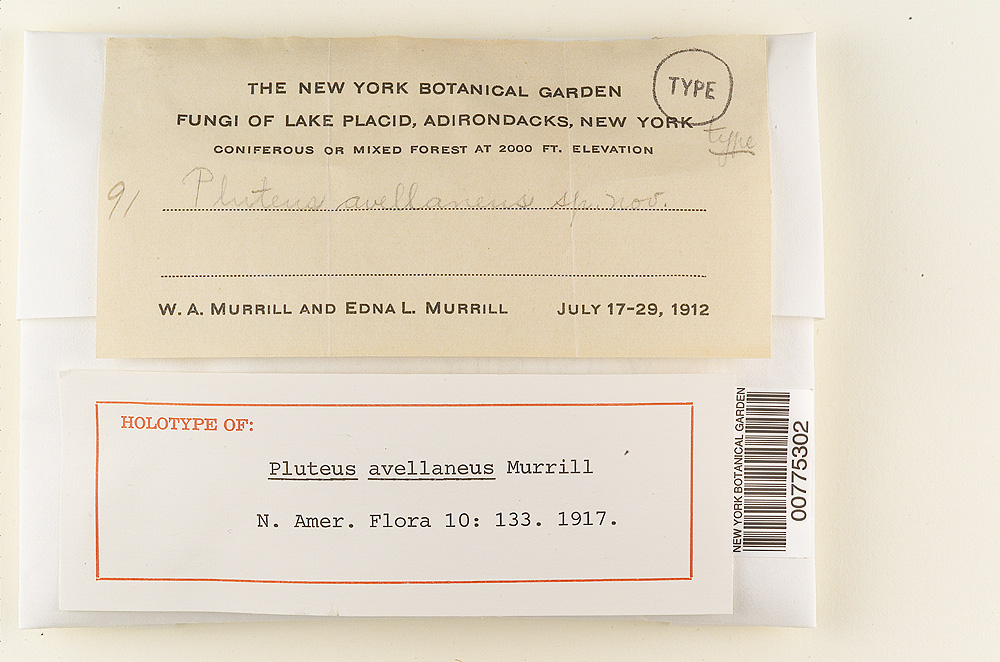 THE NEW YORK BOTANICAL GARDEN
TYPE
FUNGI OF LAKE PLACID, ADIRONDACKS, NEW YORK
type
CONIFEROUS OR MIXED FOREST AT 2000 FT. ELEVATION
91 Pluteus avellaneus sp. nov.
W. A. MURRILL AND EDNA L. MURRILL JULY 17-29, 1912
HOLOTYPE OF:
Pluteus avellaneus Murrill
N. Amer. Flora 10: 133. 1917.
NEW YORK BOTANICAL GARDEN
00775302